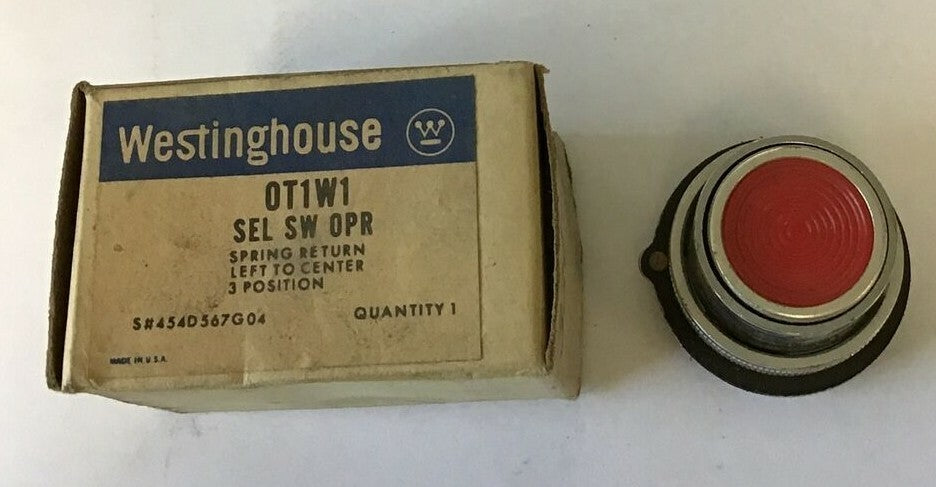 Westinghouse W
OT1W1
SEL SW OPR
SPRING RETURN
LEFT TO CENTER
3 POSITION
S#454D567G04 QUANTITY 1
MADE IN U.S.A.